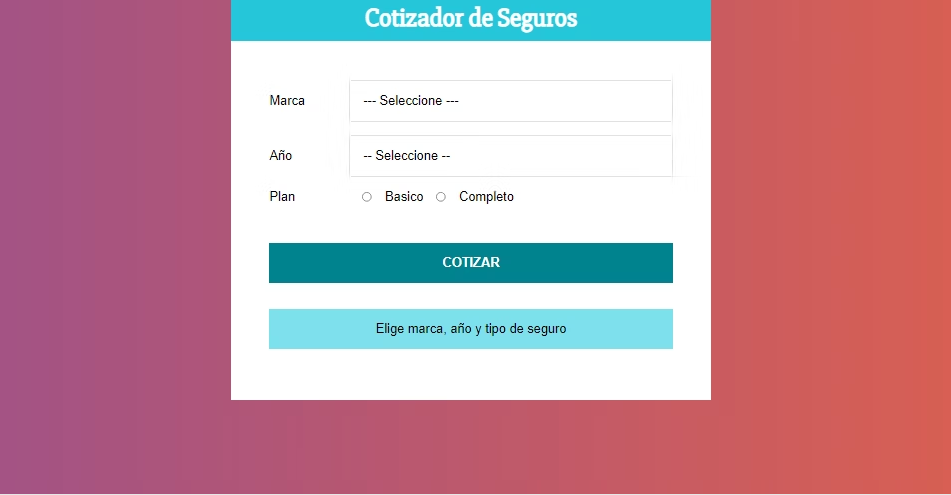 Cotizador de Seguros
Marca --- Seleccione ---
Año -- Seleccione --
Plan Basico Completo
COTIZAR
Elige marca, año y tipo de seguro